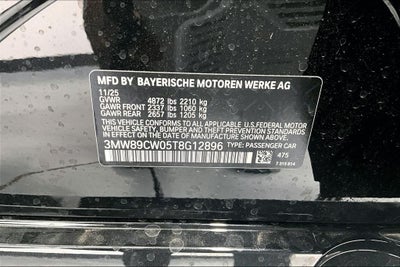 MFD BY BAYERISCHE MOTOREN WERKE AG
11/25
GVWR 4872 lbs 2210 kg
GAWR FRONT 2337 lbs 1060 kg
GAWR REAR 2657 lbs 1205 kg
THIS VEHICLE CONFORMS TO ALL APPLICABLE U.S. FEDERAL MOTOR
VEHICLE SAFETY, BUMPER, AND THEFT PREVENTION STANDARDS IN
EFFECT ON THE DATE OF MANUFACTURE SHOWN ABOVE.
3MW89CW05T8G12896 TYPE: PASSENGER CAR
475